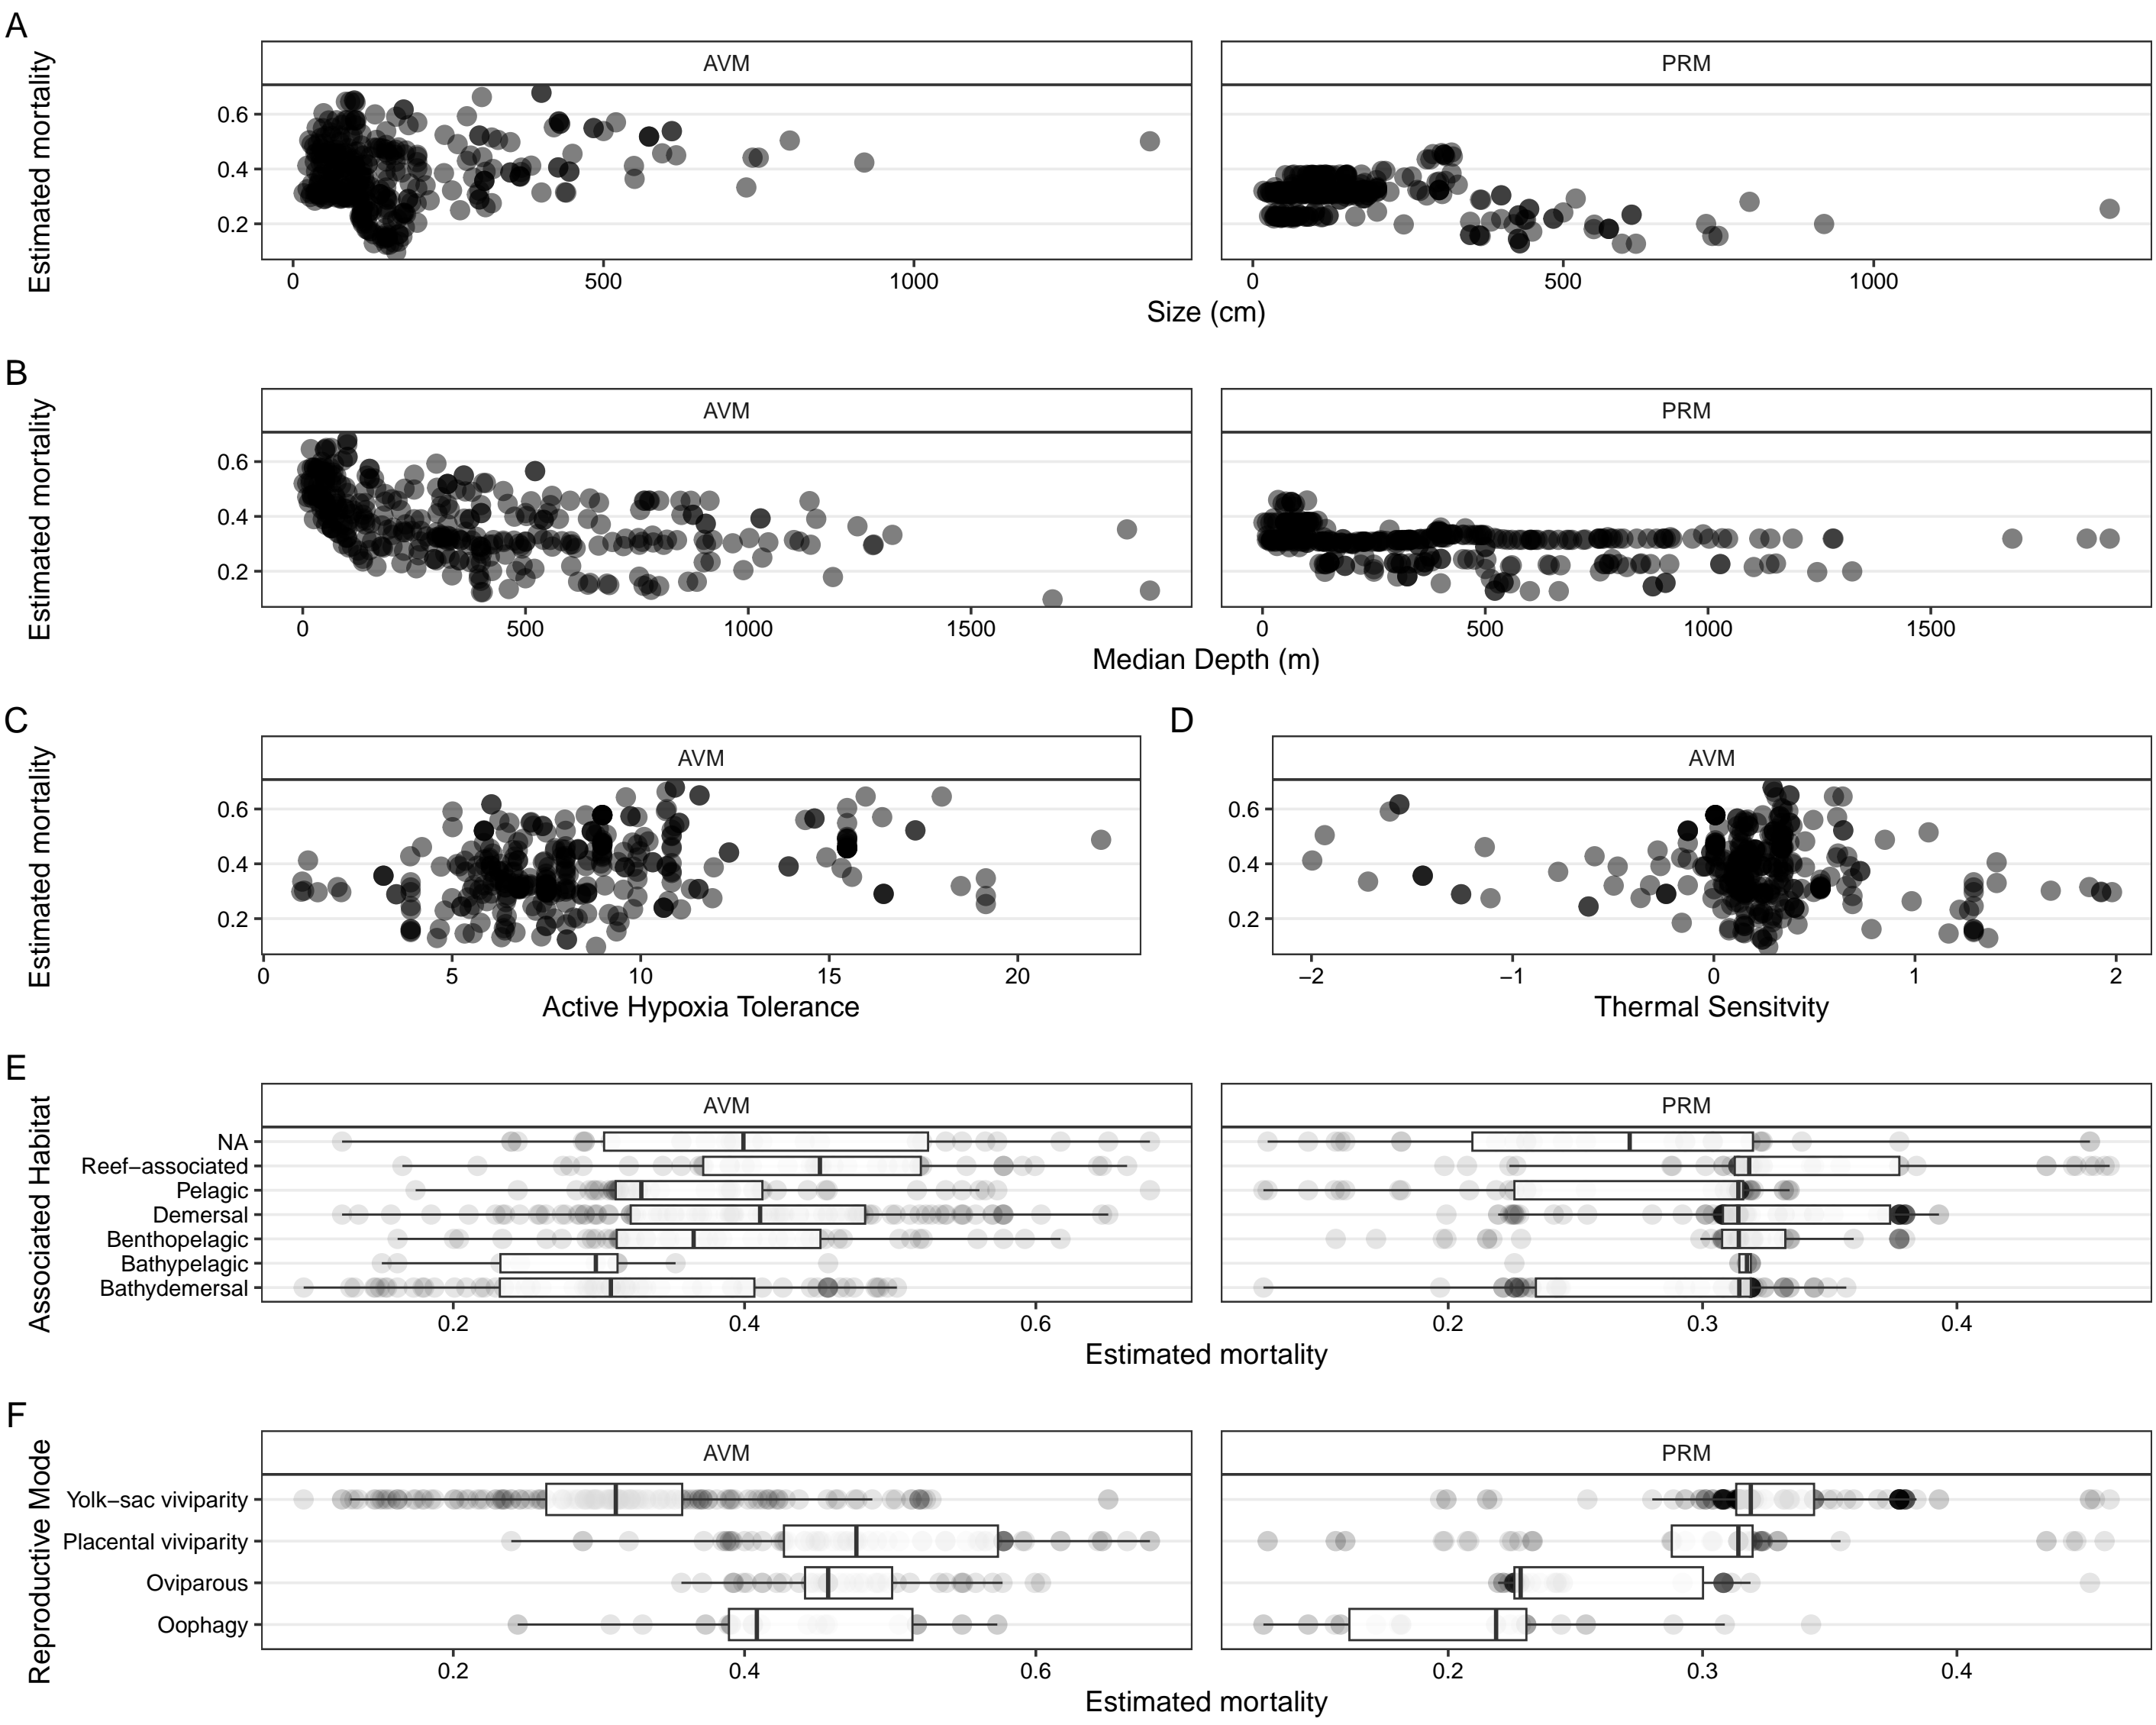 A
AVM PRM
Estimated mortality
0.6
0.4
0.2
0 500 1000 0 500 1000
Size (cm)
B
AVM PRM
Estimated mortality
0.6
0.4
0.2
0 500 1000 1500 0 500 1000 1500
Median Depth (m)
C D
AVM AVM
Estimated mortality
0.6 0.6
0.4 0.4
0.2 0.2
0 5 10 15 20 −2 −1 0 1 2
Active Hypoxia Tolerance Thermal Sensitvity
E
AVM PRM
Associated Habitat
NA
Reef−associated
Pelagic
Demersal
Benthopelagic
Bathypelagic
Bathydemersal
0.2 0.4 0.6 0.2 0.3 0.4
Estimated mortality
F
AVM PRM
Reproductive Mode
Yolk−sac viviparity
Placental viviparity
Oviparous
Oophagy
0.2 0.4 0.6 0.2 0.3 0.4
Estimated mortality